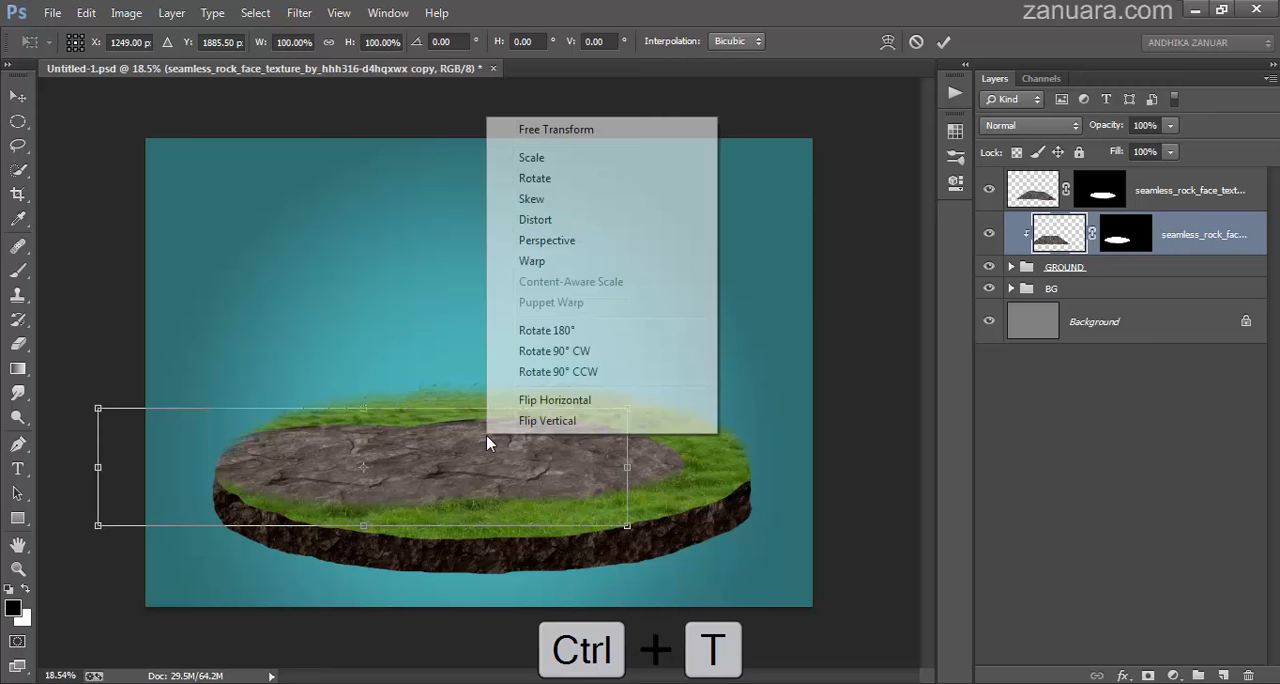 zanuara.com
Ps File Edit Image Layer Type Select Filter View Window Help
X: 1249.00 px Y: 1885.50 px W: 100.00% H: 100.00% 0.00 ° H: 0.00 ° V: 0.00 ° Interpolation: Bicubic ANDHIKA ZANUAR
Untitled-1.psd @ 18.5% (seamless_rock_face_texture_by_hhh316-d4hqxwx copy, RGB/8) * ×
Layers Channels
Kind
Normal Opacity: 100%
Lock: Fill: 100%
seamless_rock_face_text...
seamless_rock_fac...
GROUND
BG
Background
Free Transform
Scale
Rotate
Skew
Distort
Perspective
Warp
Content-Aware Scale
Puppet Warp
Rotate 180°
Rotate 90° CW
Rotate 90° CCW
Flip Horizontal
Flip Vertical
Ctrl + T
18.54% Doc: 29.5M/64.2M